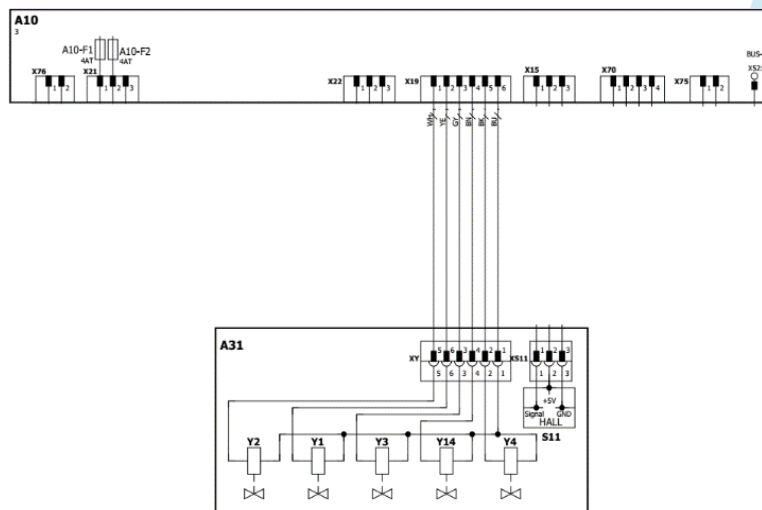 A10
3
A10-F1 A10-F2
4AT 4AT
BUS-
X76 X21 X22 X19 X15 X70 X75 X52
1 2 1 2 3 1 2 3 1 2 3 4 5 6 1 2 3 1 2 3 4 1 2
WH YE GY BN BK BU
A31
XY 5 6 3 4 2 1 XS11 1 2 3
5 6 3 4 2 1 1 2 3
+5V
Signal GND
HALL
S11
Y2 Y1 Y3 Y14 Y4